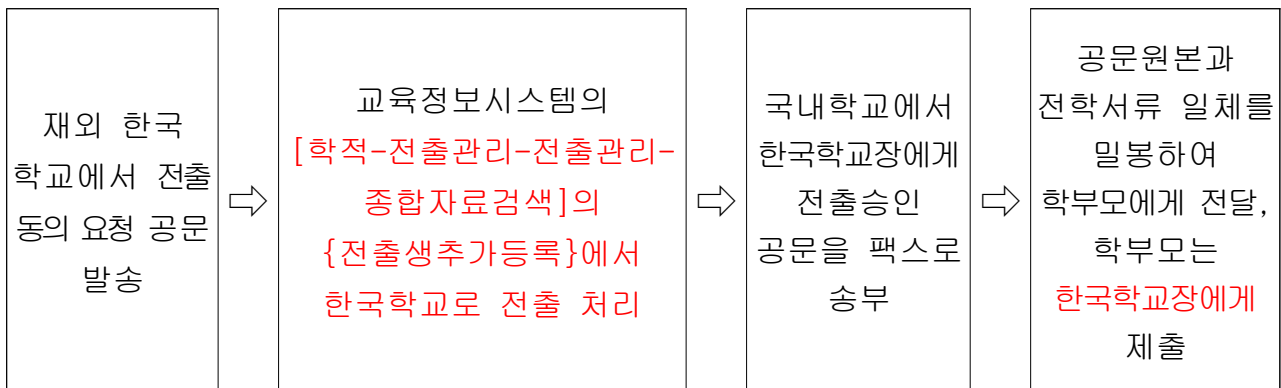 재외 한국
학교에서 전출
동의 요청 공문
발송
⇨
교육정보시스템의
[학적-전출관리-전출관리-
종합자료검색]의
{전출생추가등록}에서
한국학교로 전출 처리
⇨
국내학교에서
한국학교장에게
전출승인
공문을 팩스로
송부
⇨
공문원본과
전학서류 일체를
밀봉하여
학부모에게 전달,
학부모는
한국학교장에게
제출